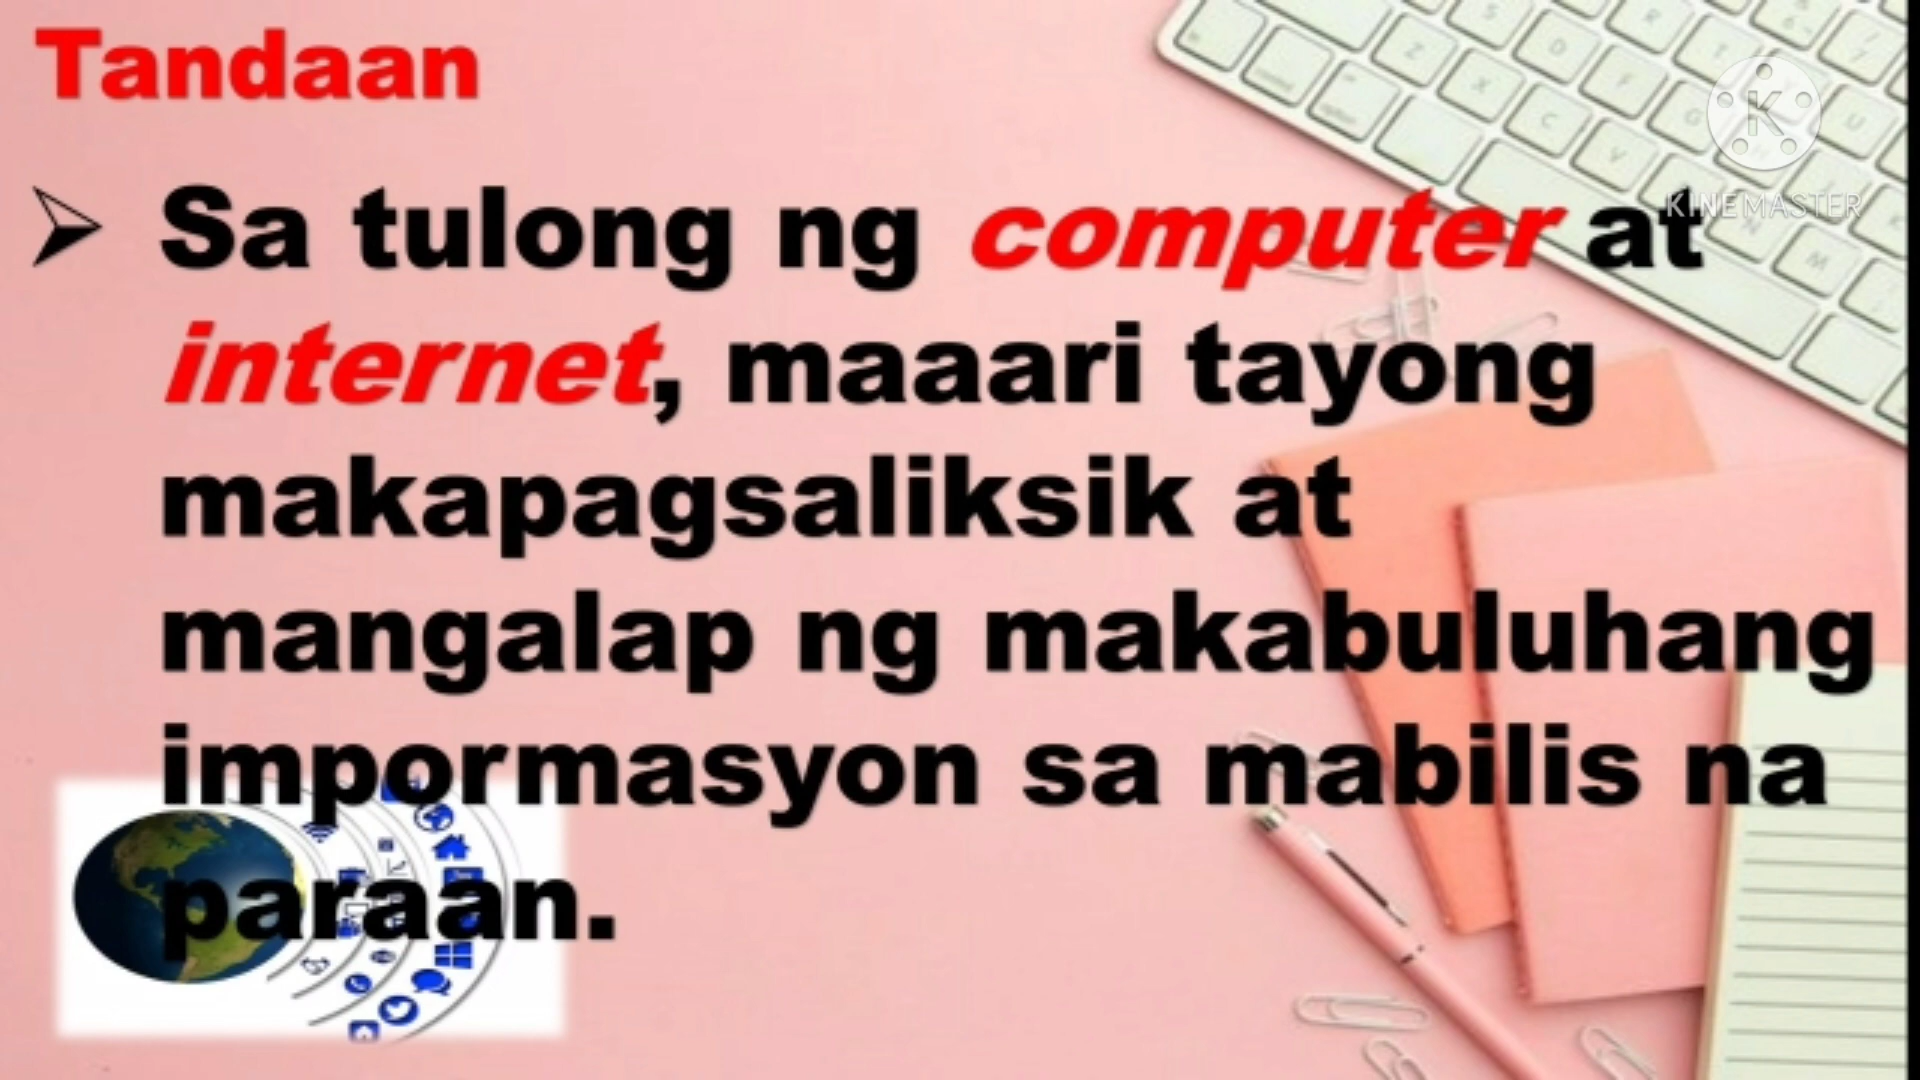 Tandaan
➢ Sa tulong ng computer at
internet, maaari tayong
makapagsaliksik at
mangalap ng makabuluhang
impormasyon sa mabilis na
paraan.
K
KINEMASTER